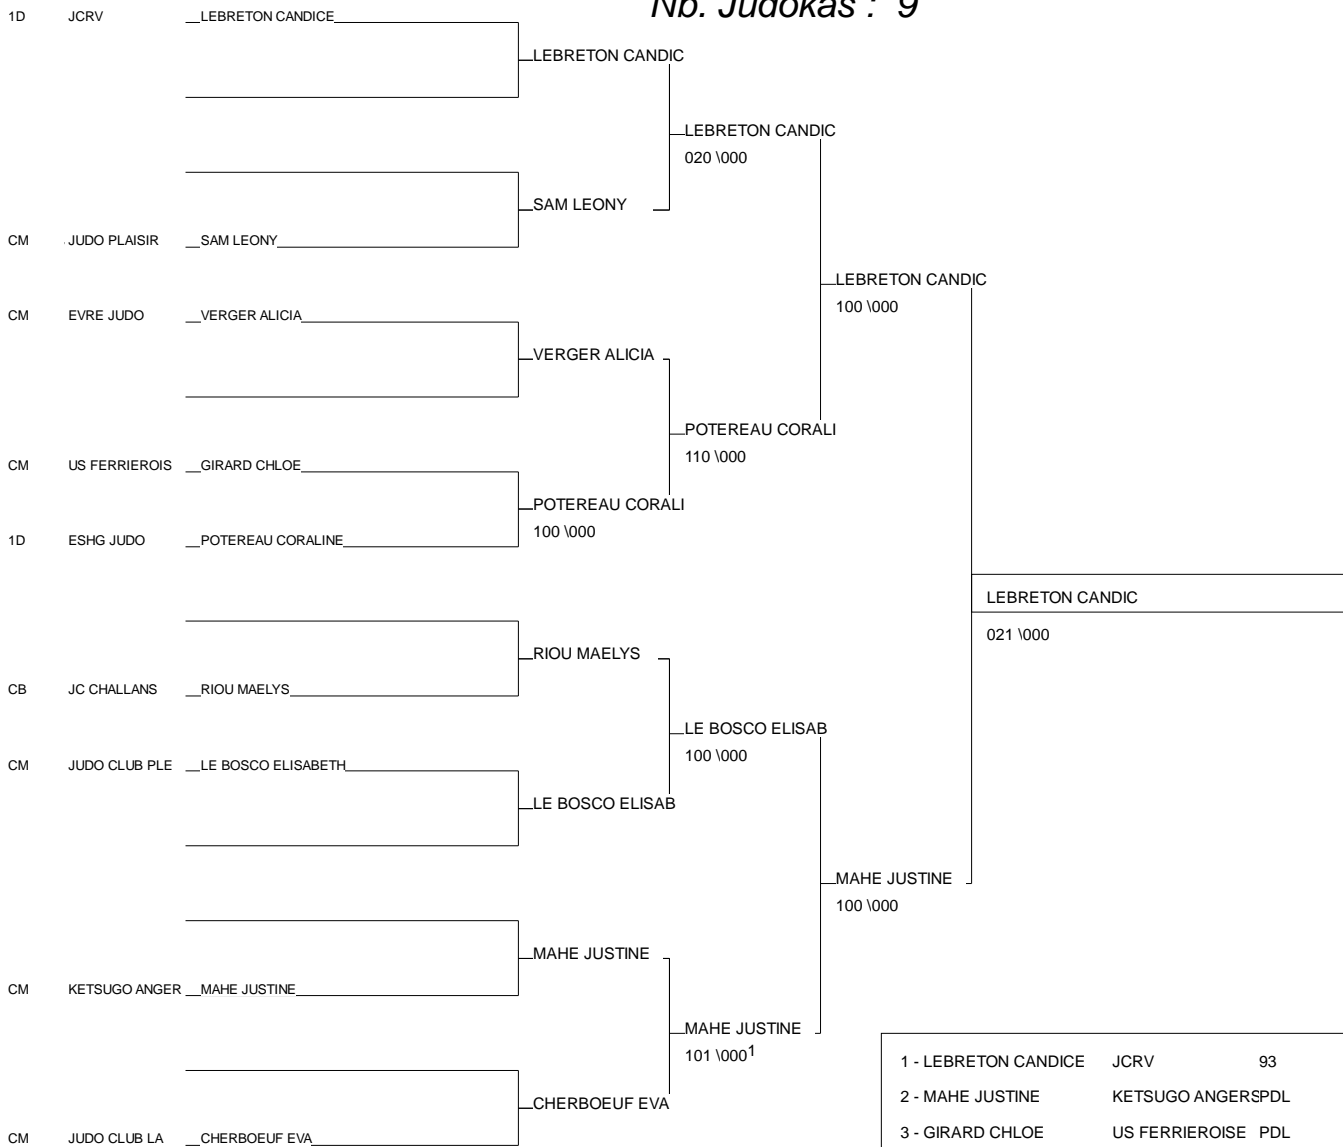 Nb. Judokas : 9
1D JCRV LEBRETON CANDICE
LEBRETON CANDIC
LEBRETON CANDIC
020 \000
SAM LEONY
CM JUDO PLAISIR SAM LEONY
LEBRETON CANDIC
100 \000
CM EVRE JUDO VERGER ALICIA
VERGER ALICIA
POTEREAU CORALI
110 \000
CM US FERRIEROIS GIRARD CHLOE
POTEREAU CORALI
100 \000
1D ESHG JUDO POTEREAU CORALINE
LEBRETON CANDIC
021 \000
RIOU MAELYS
CB JC CHALLANS RIOU MAELYS
LE BOSCO ELISAB
100 \000
CM JUDO CLUB PLE LE BOSCO ELISABETH
LE BOSCO ELISAB
MAHE JUSTINE
100 \000
MAHE JUSTINE
CM KETSUGO ANGER MAHE JUSTINE
MAHE JUSTINE
101 \0001
CHERBOEUF EVA
CM JUDO CLUB LA CHERBOEUF EVA
1 - LEBRETON CANDICE JCRV 93
2 - MAHE JUSTINE KETSUGO ANGERSPDL
3 - GIRARD CHLOE US FERRIEROISE PDL